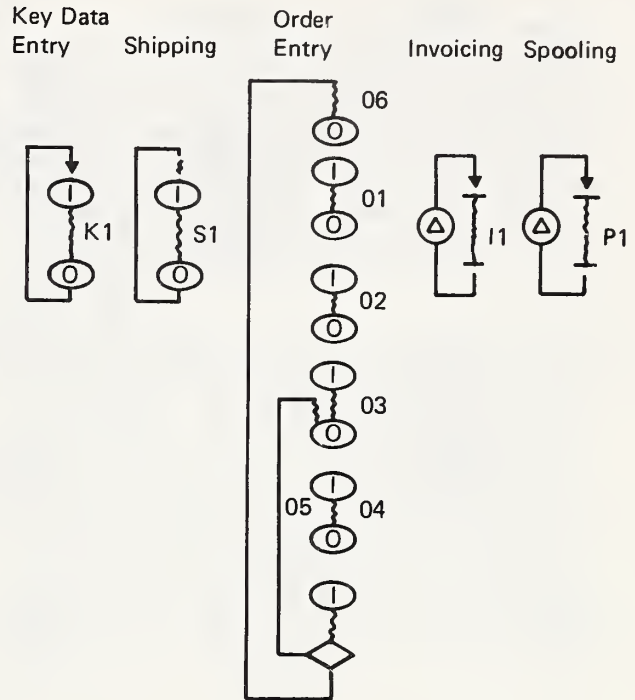 Key Data
Entry
Shipping
Order
Entry
Invoicing
Spooling
06
O
I
01
O
I
K1
O
I
S1
O
Δ
I1
Δ
P1
I
02
O
I
03
O
I
05
04
O
I